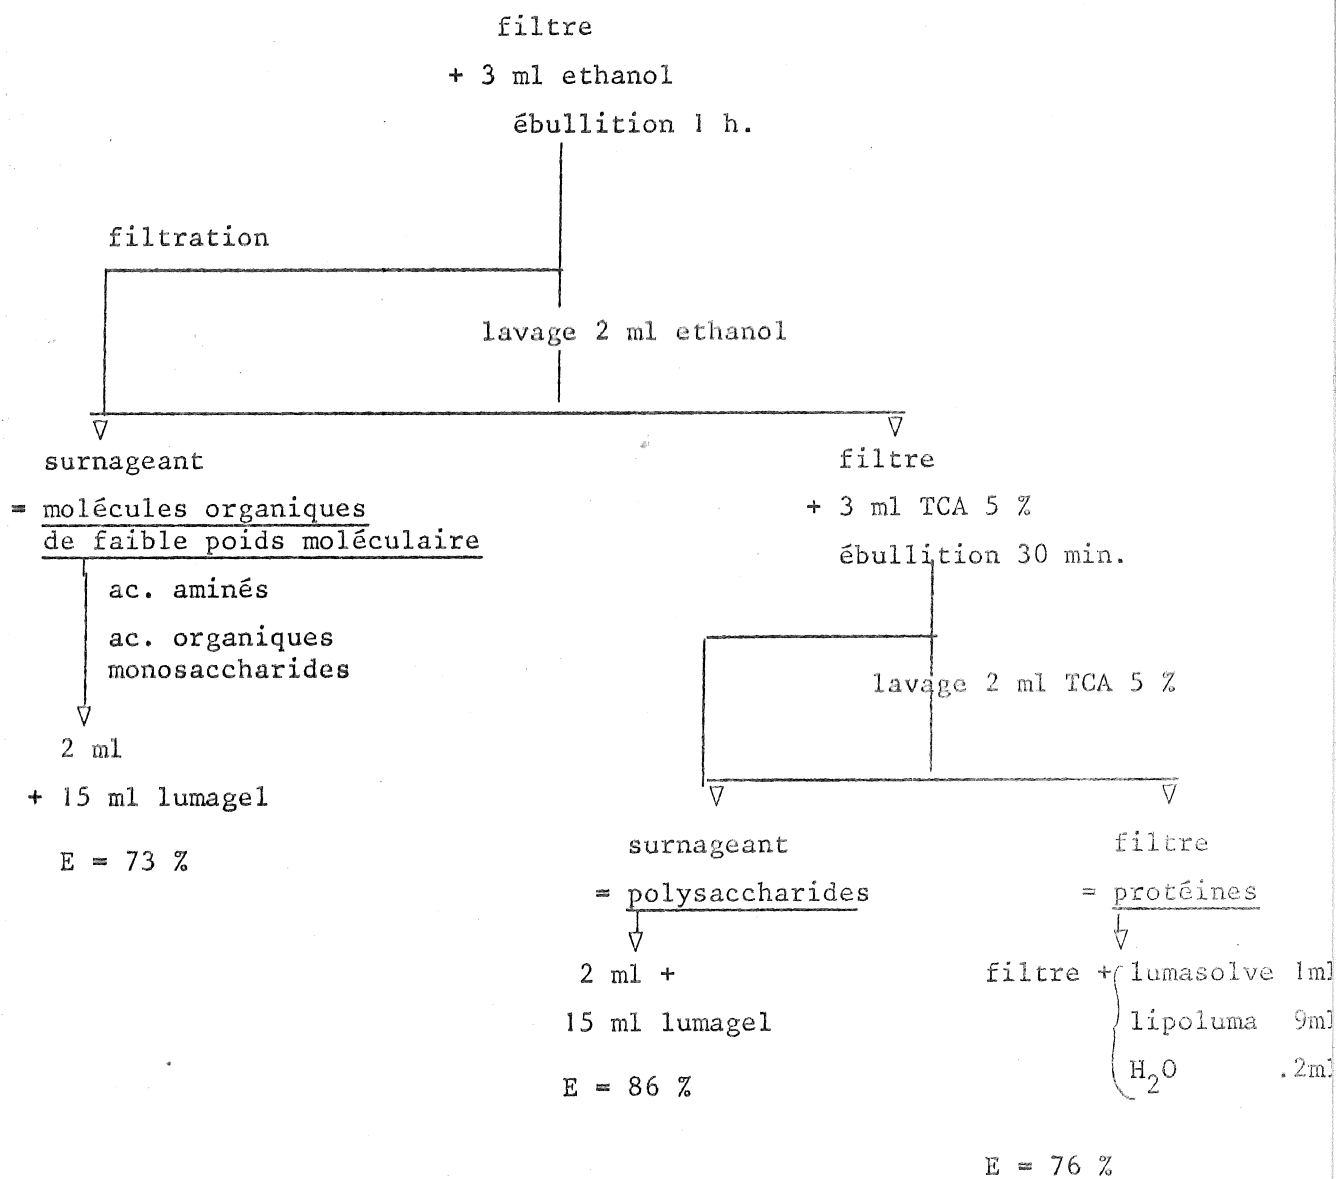 filtre
+ 3 ml ethanol
ébullition 1 h.
filtration
lavage 2 ml ethanol
surnageant
= molécules organiques
de faible poids moléculaire
ac. aminés
ac. organiques
monosaccharides
2 ml
+ 15 ml lumagel
E = 73 %
filtre
+ 3 ml TCA 5 %
ébullition 30 min.
lavage 2 ml TCA 5 %
surnageant
= polysaccharides
2 ml +
15 ml lumagel
E = 86 %
filtre
= protéines
filtre + lumasolve 1ml
lipoluma 9ml
H₂O .2ml
E = 76 %